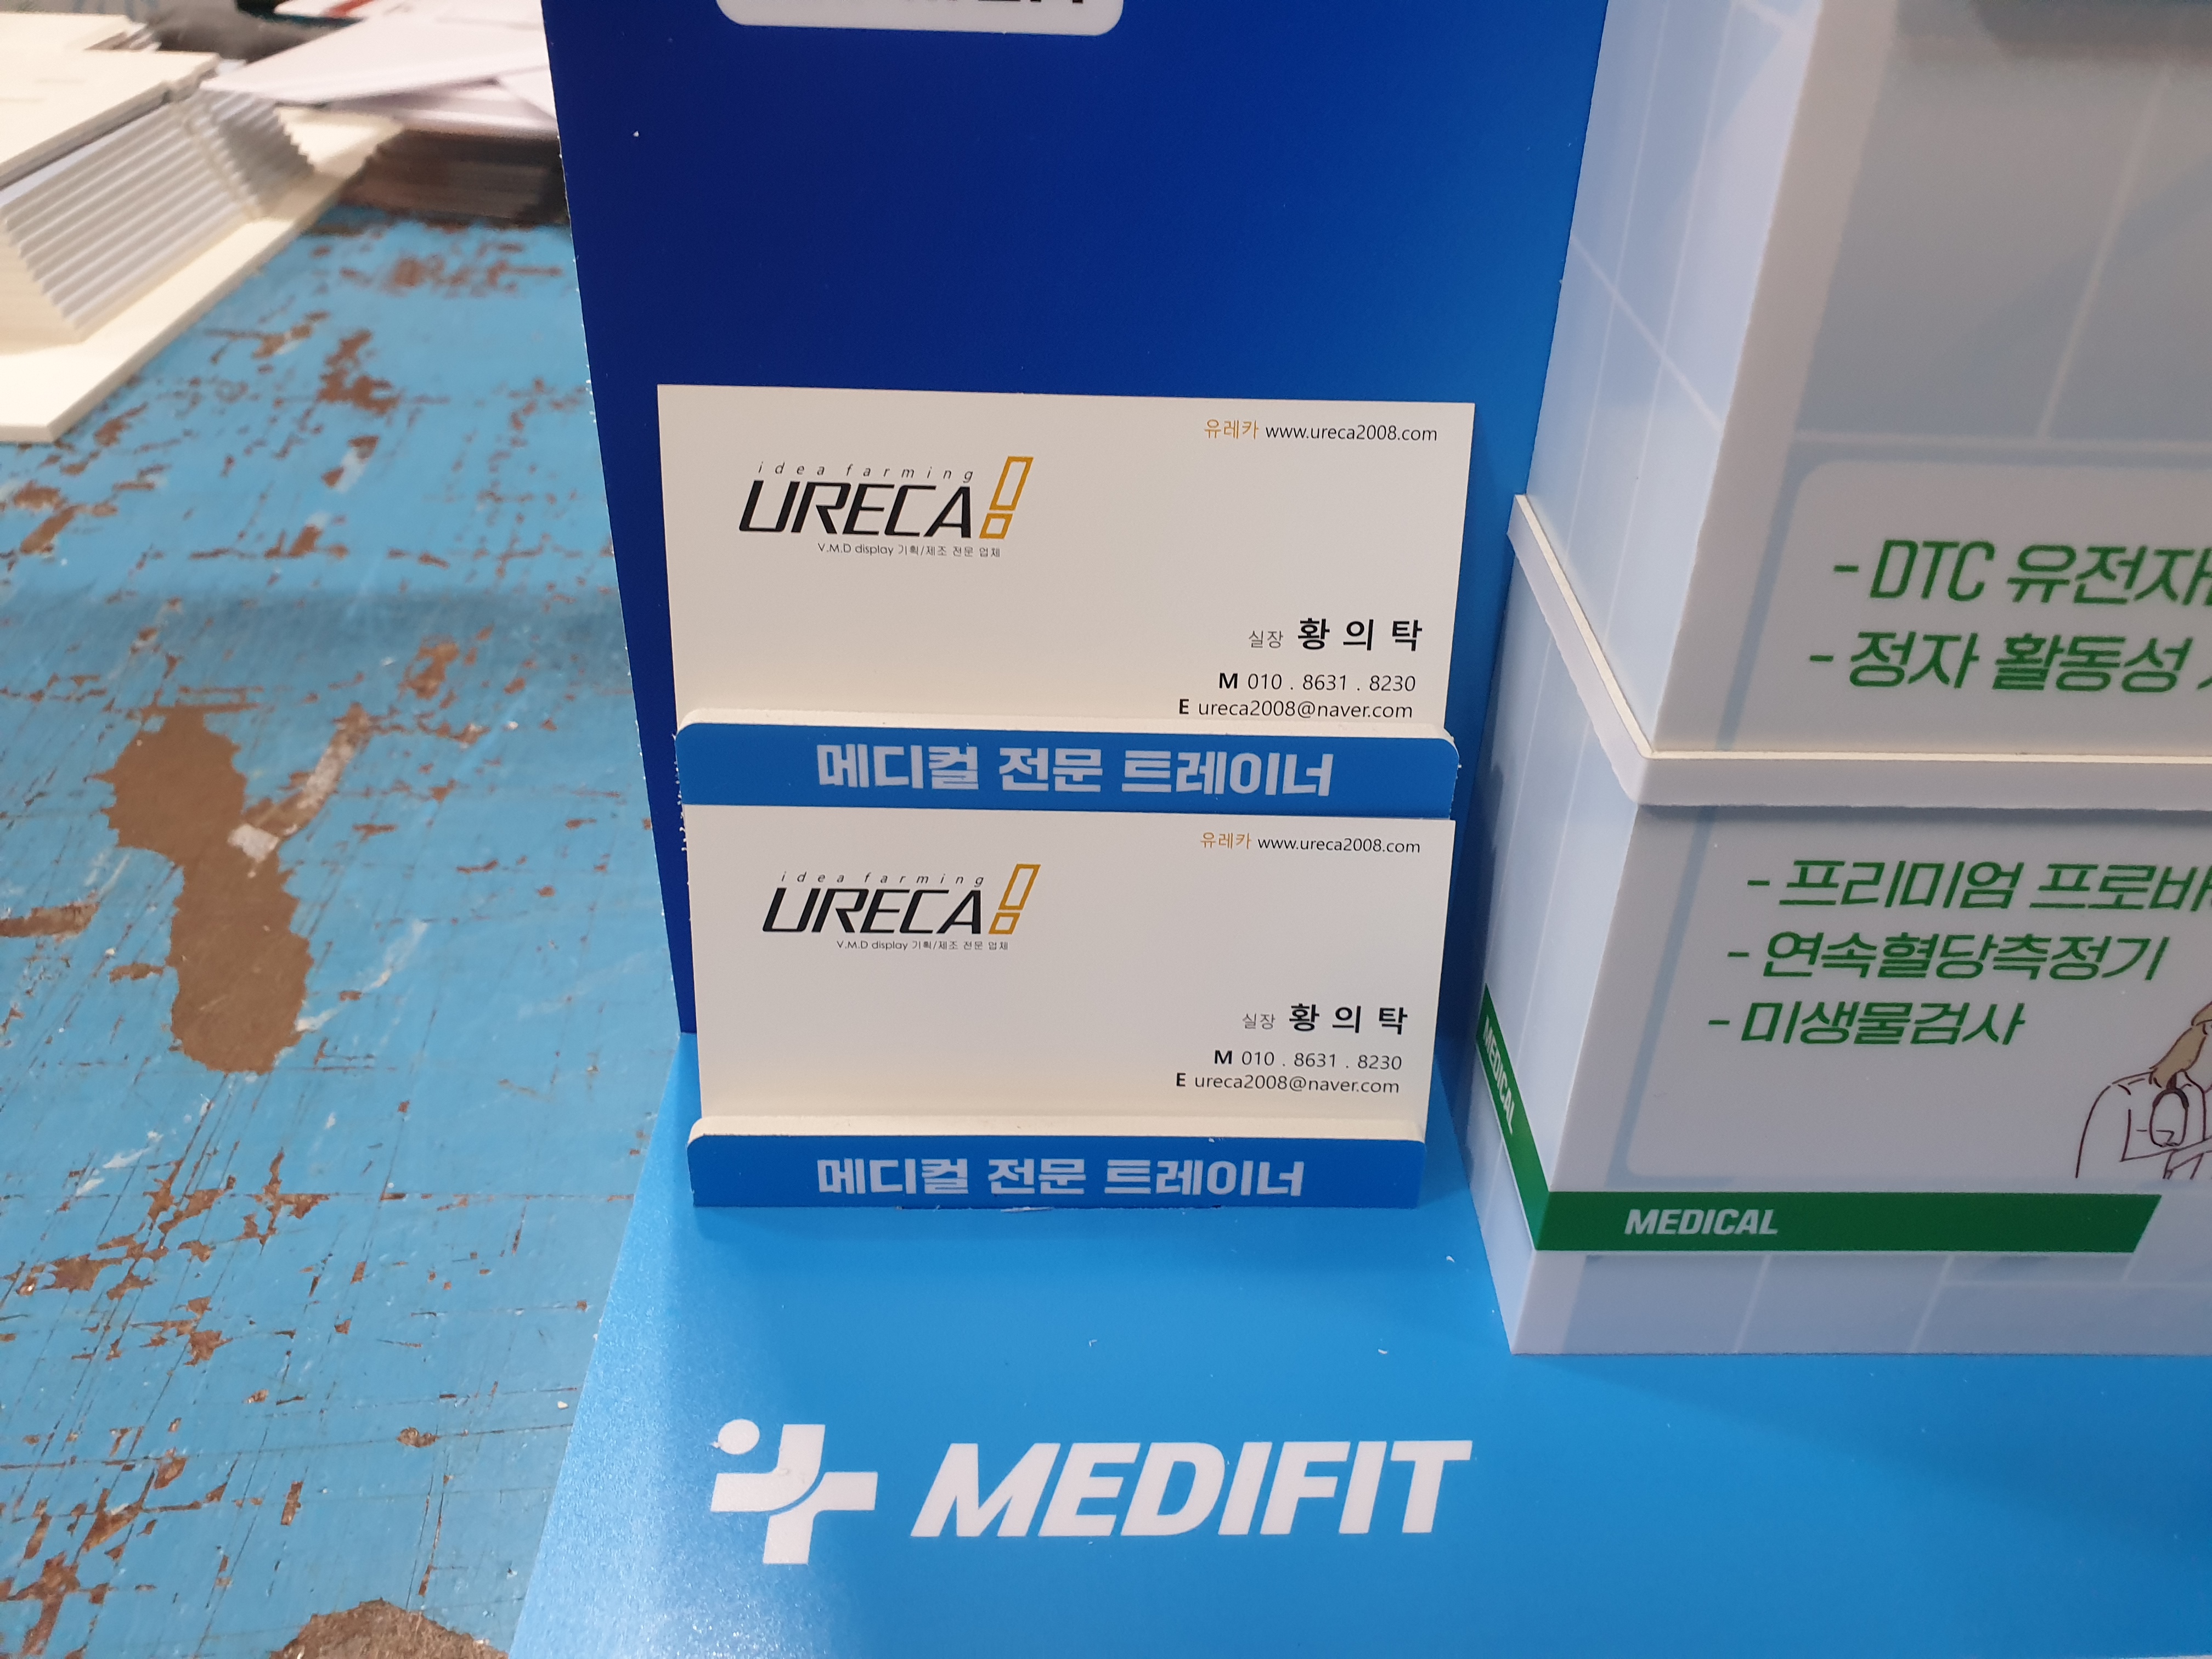 유레카 www.ureca2008.com
idea farming
URECA!
V.M.D display 기획/제조 전문 업체
실장 황 의 탁
M 010 . 8631 . 8230
E ureca2008@naver.com
메디컬 전문 트레이너
유레카 www.ureca2008.com
idea farming
URECA!
V.M.D display 기획/제조 전문 업체
실장 황 의 탁
M 010 . 8631 . 8230
E ureca2008@naver.com
메디컬 전문 트레이너
MEDIFIT
- DTC 유전자
- 정자 활동성
- 프리미엄 프로바
- 연속혈당측정기
- 미생물검사
MEDICAL
MEDICAL